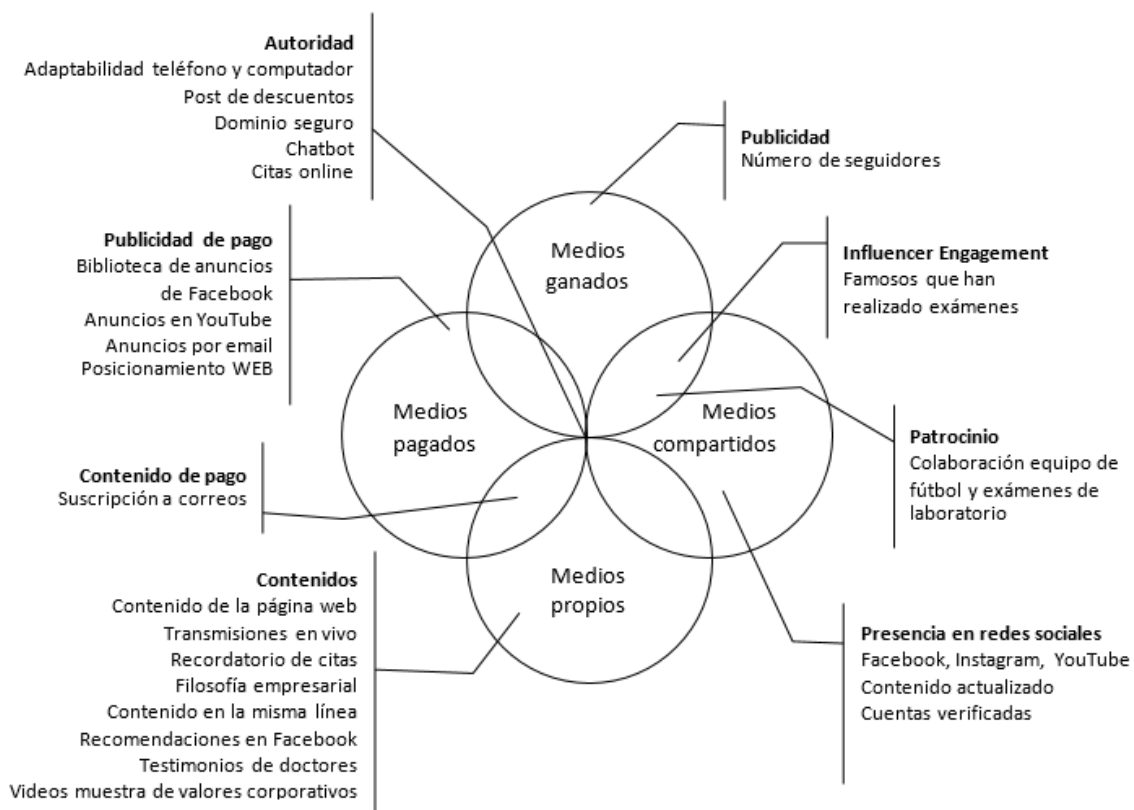 Autoridad
Adaptabilidad teléfono y computador
Post de descuentos
Dominio seguro
Chatbot
Citas online
Publicidad
Número de seguidores
Publicidad de pago
Biblioteca de anuncios
de Facebook
Anuncios en YouTube
Anuncios por email
Posicionamiento WEB
Medios
ganados
Influencer Engagement
Famosos que han
realizado exámenes
Medios
pagados
Medios
compartidos
Patrocinio
Colaboración equipo de
fútbol y exámenes de
laboratorio
Contenido de pago
Suscripción a correos
Medios
propios
Contenidos
Contenido de la página web
Transmisiones en vivo
Recordatorio de citas
Filosofía empresarial
Contenido en la misma línea
Recomendaciones en Facebook
Testimonios de doctores
Videos muestra de valores corporativos
Presencia en redes sociales
Facebook, Instagram, YouTube
Contenido actualizado
Cuentas verificadas